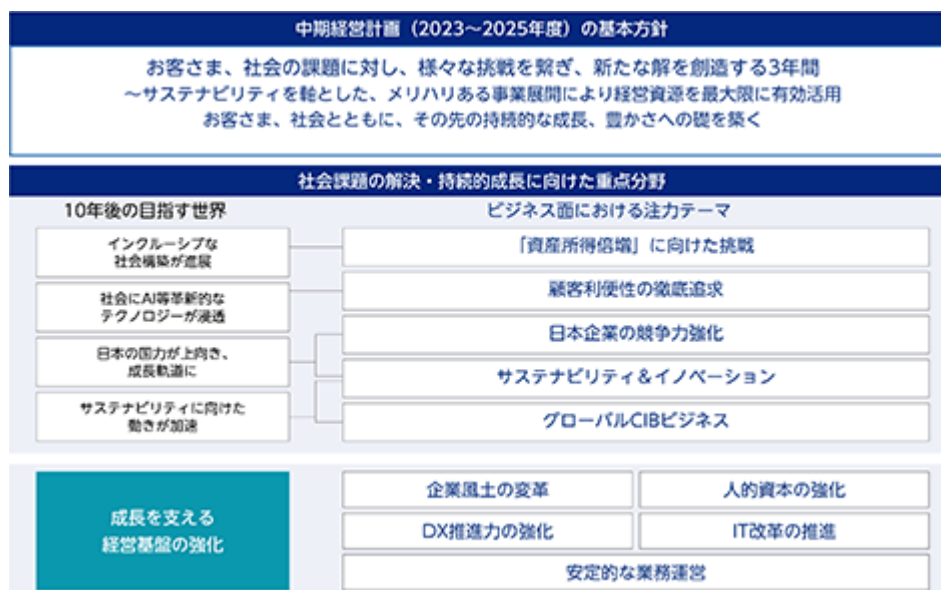 中期経営計画（2023～2025年度）の基本方針
お客さま、社会の課題に対し、様々な挑戦を繋ぎ、新たな解を創造する3年間
～サステナビリティを軸とした、メリハリある事業展開により経営資源を最大限に有効活用
お客さま、社会とともに、その先の持続的な成長、豊かさへの礎を築く
社会課題の解決・持続的成長に向けた重点分野
10年後の目指す世界
ビジネス面における注力テーマ
インクルーシブな
社会構築が進展
「資産所得倍増」に向けた挑戦
社会にAI等革新的な
テクノロジーが浸透
顧客利便性の徹底追求
日本の国力が上向き、
成長軌道に
日本企業の競争力強化
サステナビリティ＆イノベーション
サステナビリティに向けた
動きが加速
グローバルCIBビジネス
成長を支える
経営基盤の強化
企業風土の変革
人的資本の強化
DX推進力の強化
IT改革の推進
安定的な業務運営